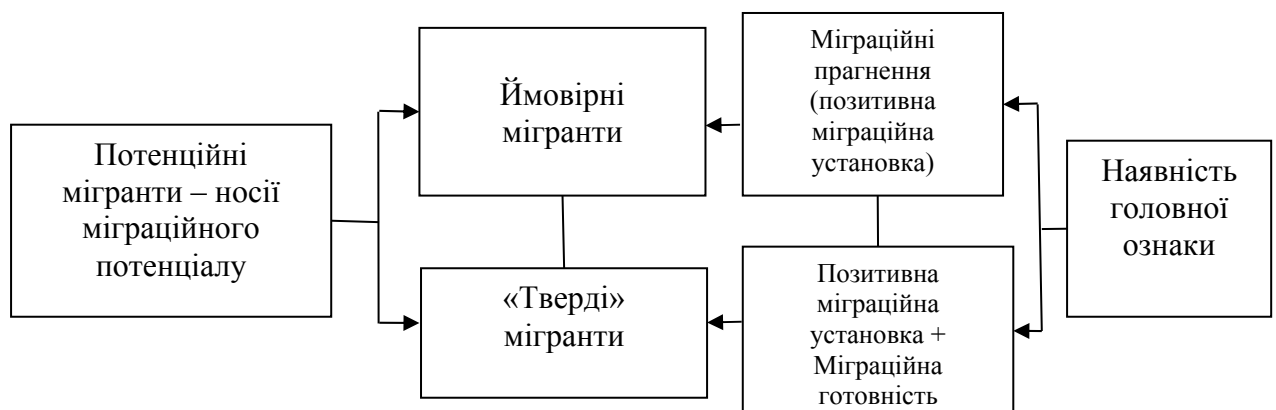 Потенційні
мігранти – носії
міграційного
потенціалу
Ймовірні
мігранти
«Тверді»
мігранти
Міграційні
прагнення
(позитивна
міграційна
установка)
Позитивна
міграційна
установка +
Міграційна
готовність
Наявність
головної
ознаки